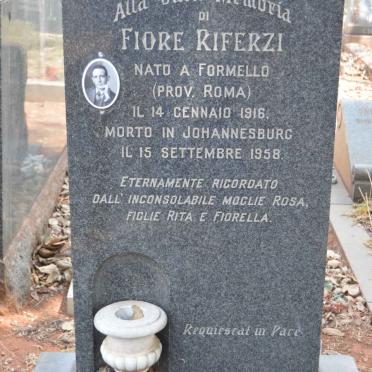 Alla Santa Memoria
DI
FIORE RIFERZI
NATO A FORMELLO
(PROV. ROMA)
IL 14 GENNAIO 1916.
MORTO IN JOHANNESBURG
IL 15 SETTEMBRE 1958.
ETERNAMENTE RICORDATO
DALL'INCONSOLABILE MOGLIE ROSA,
FIGLIE RITA E FIORELLA.
Requiescat in Pace